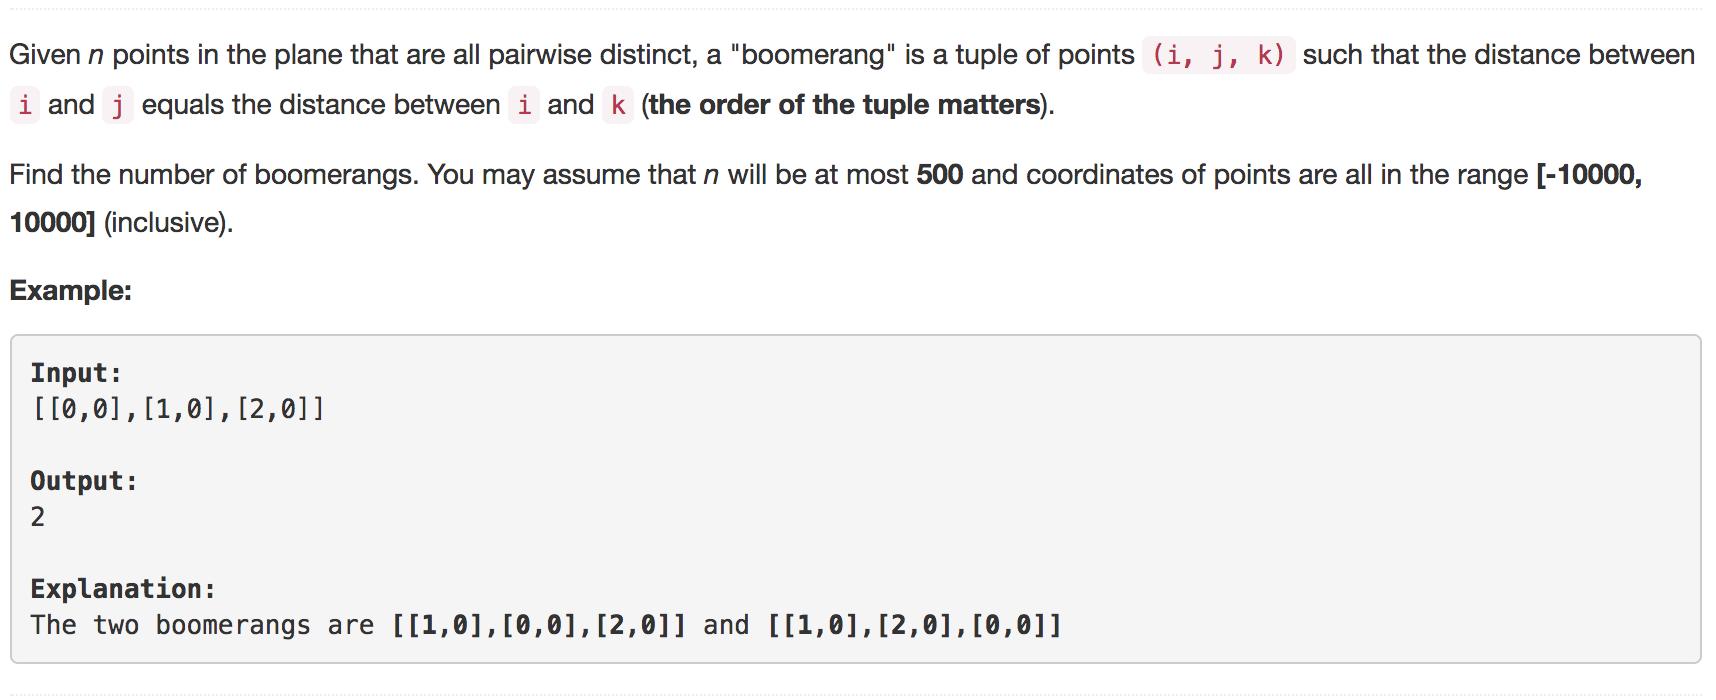 Given n points in the plane that are all pairwise distinct, a "boomerang" is a tuple of points (i, j, k) such that the distance between
i and j equals the distance between i and k (the order of the tuple matters).
Find the number of boomerangs. You may assume that n will be at most 500 and coordinates of points are all in the range [-10000,
10000] (inclusive).
Example:
Input:
[[0,0],[1,0],[2,0]]
Output:
2
Explanation:
The two boomerangs are [[1,0],[0,0],[2,0]] and [[1,0],[2,0],[0,0]]